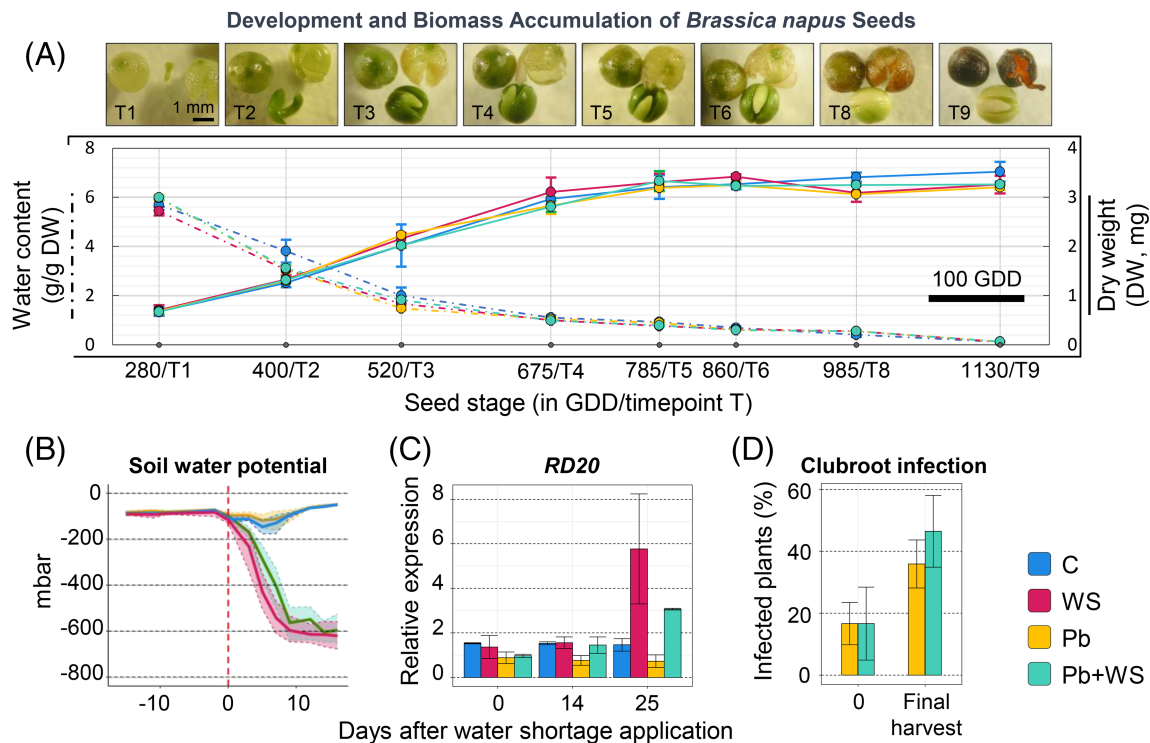 Development and Biomass Accumulation of Brassica napus Seeds
(A)
T1 1 mm T2 T3 T4 T5 T6 T8 T9
Water content
(g/g DW)
8
6
4
2
0
4
3
2
1
0
Dry weight
(DW, mg)
100 GDD
280/T1 400/T2 520/T3 675/T4 785/T5 860/T6 985/T8 1130/T9
Seed stage (in GDD/timepoint T)
(B)
Soil water potential
mbar
0
-200
-400
-600
-800
-10 0 10
(C)
RD20
Relative expression
8
6
4
2
0
0 14 25
Days after water shortage application
(D)
Clubroot infection
Infected plants (%)
60
40
20
0
0 Final
harvest
C
WS
Pb
Pb+WS